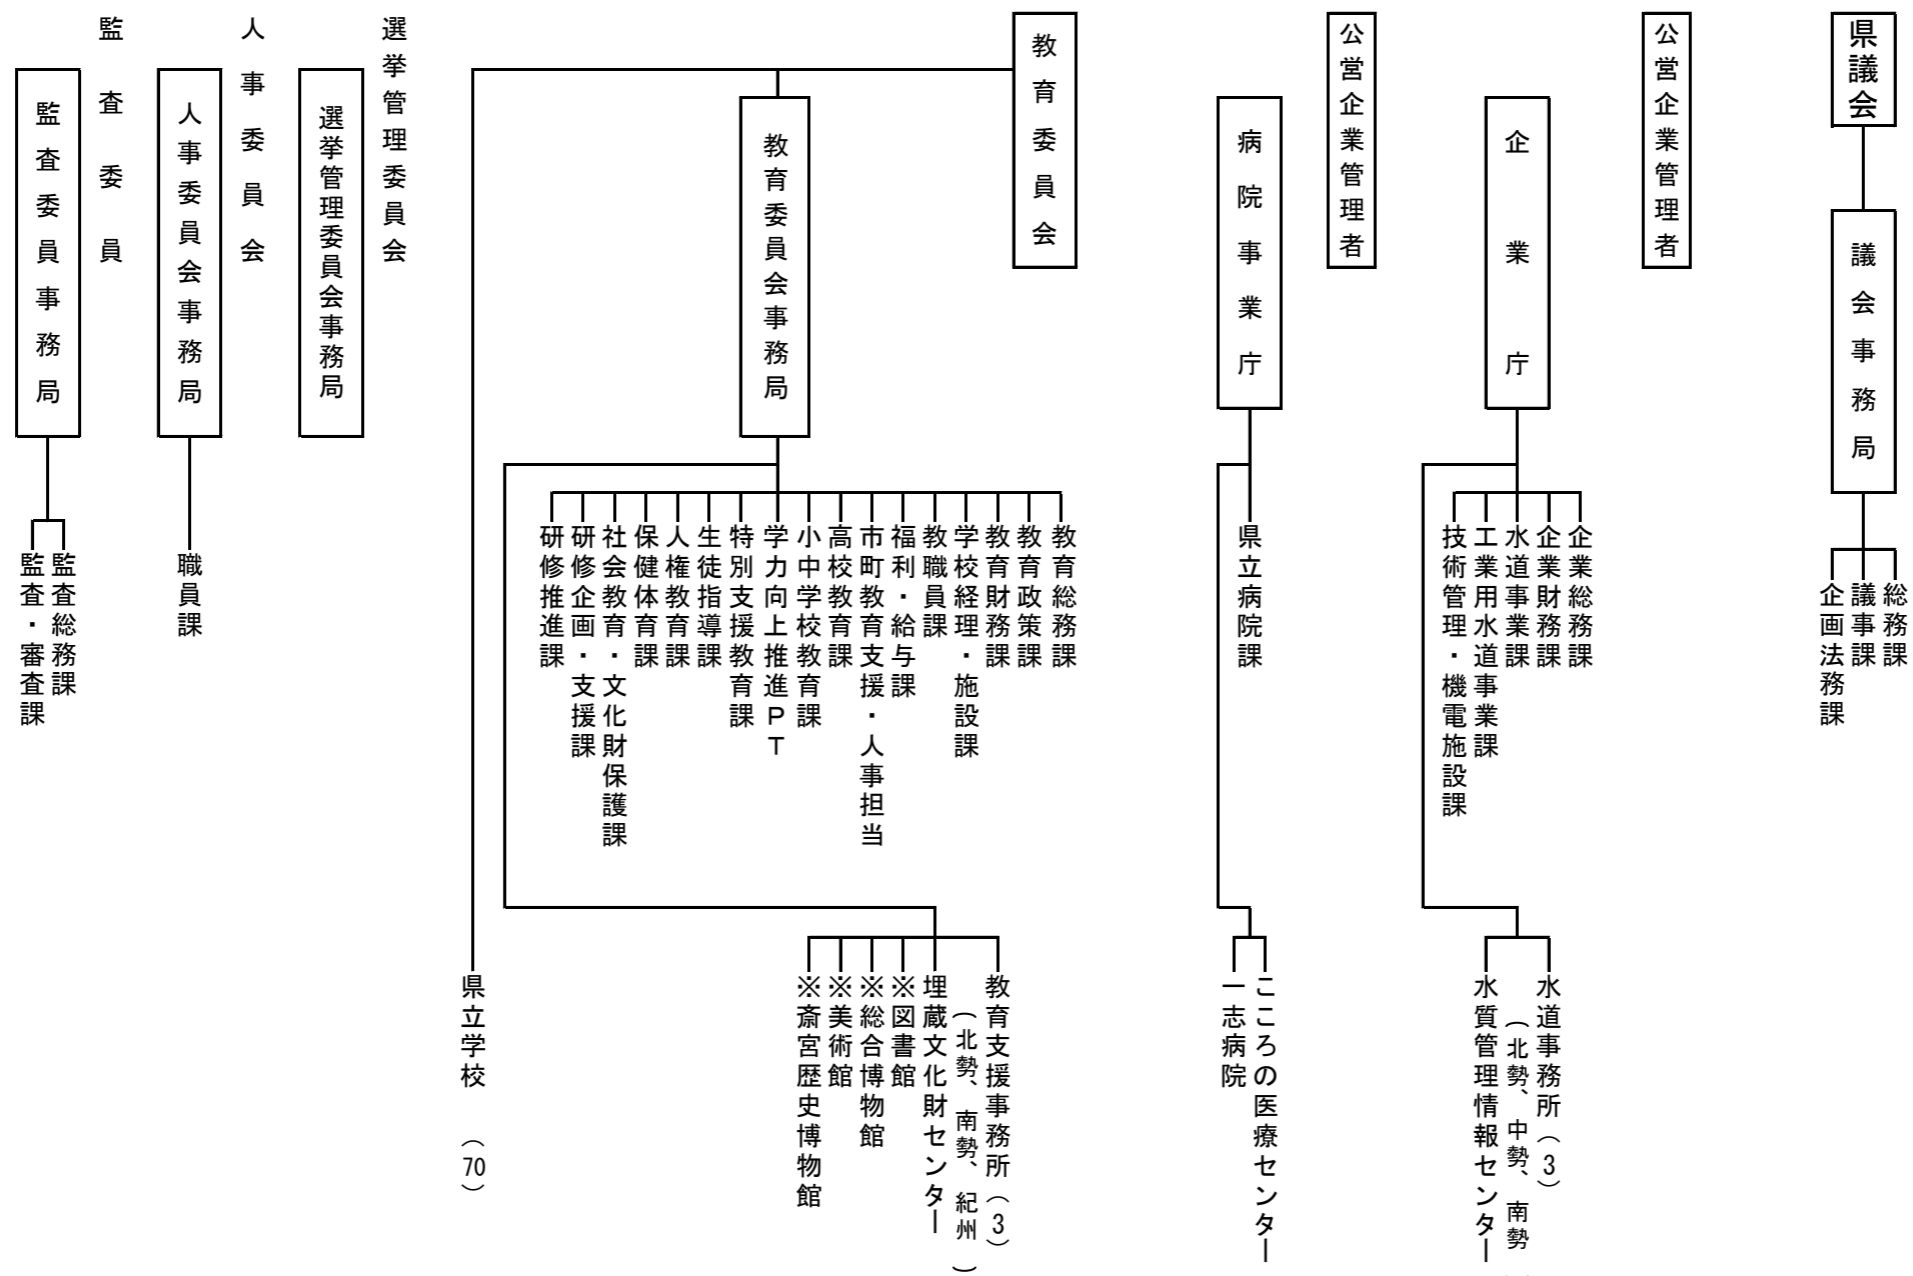 県議会
議会事務局
総務課
議事課
企画法務課
公営企業管理者
企業庁
企業総務課
企業財務課
水道事業課
工業用水道事業課
技術管理・機電施設課
水道事務所（3）
（北勢、中勢、南勢
水質管理情報センター
公営企業管理者
病院事業庁
県立病院課
こころの医療センター
一志病院
教育委員会
教育委員会事務局
教育総務課
教育政策課
教育財務課
学校経理・施設課
教職員課
福利・給与課
市町教育支援・人事担当
高校教育課
小中学校教育課
学力向上推進ＰＴ
特別支援教育課
生徒指導課
人権教育課
保健体育課
社会教育・文化財保護課
研修企画・支援課
研修推進課
教育支援事務所（3）
（北勢、南勢、紀州）
埋蔵文化財センター
※図書館
※総合博物館
※美術館
※斎宮歴史博物館
県立学校（70）
選挙管理委員会
選挙管理委員会事務局
人事委員会
人事委員会事務局
職員課
監査委員
監査委員事務局
監査総務課
監査・審査課